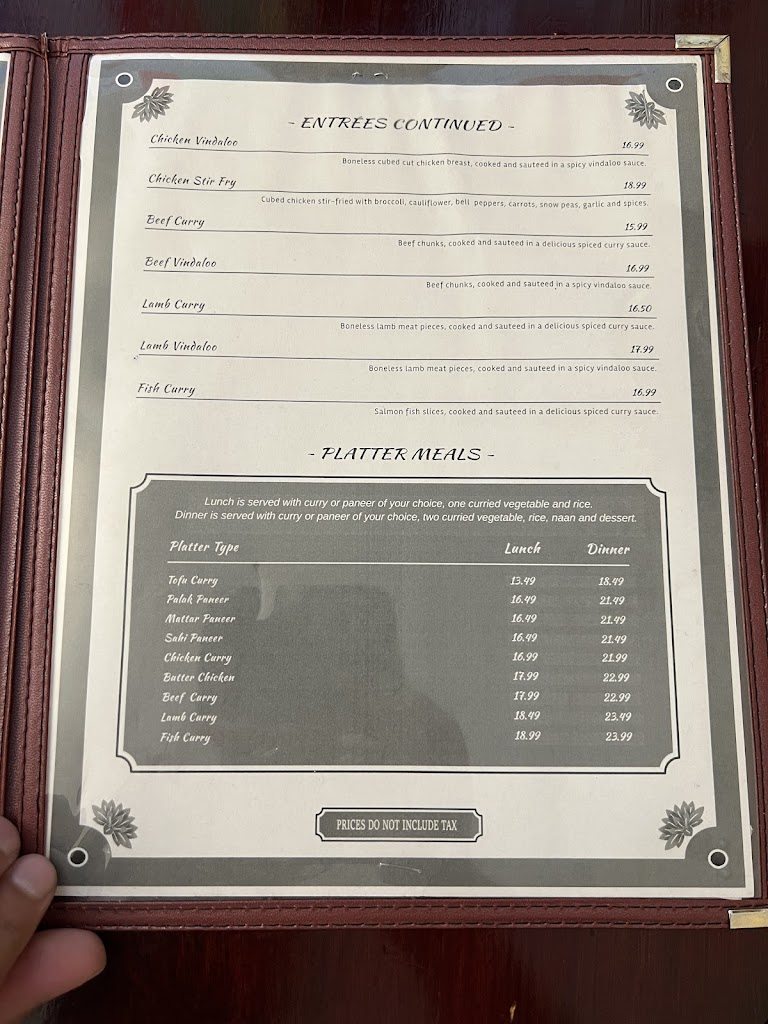 - ENTRÉES CONTINUED -
Chicken Vindaloo 16.99
Boneless cubed cut chicken breast, cooked and sauteed in a spicy vindaloo sauce.
Chicken Stir Fry 18.99
Cubed chicken stir-fried with broccoli, cauliflower, bell peppers, carrots, snow peas, garlic and spices.
Beef Curry 15.99
Beef chunks, cooked and sauteed in a delicious spiced curry sauce.
Beef Vindaloo 16.99
Beef chunks, cooked and sauteed in a spicy vindaloo sauce.
Lamb Curry 16.50
Boneless lamb meat pieces, cooked and sauteed in a delicious spiced curry sauce.
Lamb Vindaloo 17.99
Boneless lamb meat pieces, cooked and sauteed in a spicy vindaloo sauce.
Fish Curry 16.99
Salmon fish slices, cooked and sauteed in a delicious spiced curry sauce.
- PLATTER MEALS -
Lunch is served with curry or paneer of your choice, one curried vegetable and rice.
Dinner is served with curry or paneer of your choice, two curried vegetable, rice, naan and dessert.
Platter Type Lunch Dinner
Tofu Curry 13.49 18.49
Palak Paneer 16.49 21.49
Mattar Paneer 16.49 21.49
Sahi Paneer 16.49 21.49
Chicken Curry 16.99 21.99
Butter Chicken 17.99 22.99
Beef Curry 17.99 22.99
Lamb Curry 18.49 23.49
Fish Curry 18.99 23.99
PRICES DO NOT INCLUDE TAX